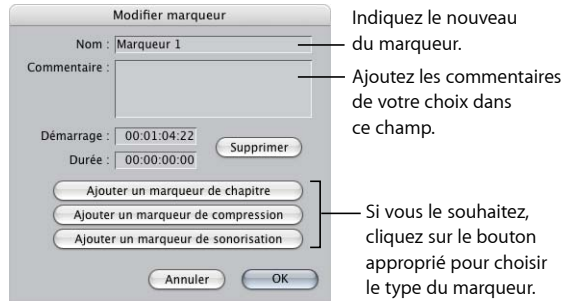 Modifier marqueur
Nom : Marqueur 1
Commentaire :
Démarrage : 00:01:04:22
Durée : 00:00:00:00
Supprimer
Ajouter un marqueur de chapitre
Ajouter un marqueur de compression
Ajouter un marqueur de sonorisation
Annuler
OK
Indiquez le nouveau
du marqueur.
Ajoutez les commentaires
de votre choix dans
ce champ.
Si vous le souhaitez,
cliquez sur le bouton
approprié pour choisir
le type du marqueur.